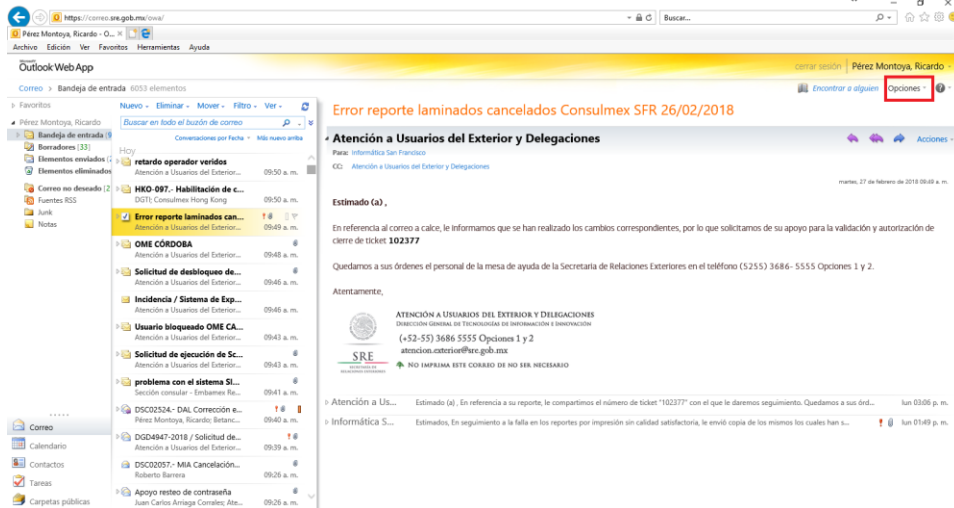 https://correo.sre.gob.mx/owa/
Buscar...
Pérez Montoya, Ricardo - O...
Archivo Edición Ver Favoritos Herramientas Ayuda
Microsoft
Outlook Web App
cerrar sesión Pérez Montoya, Ricardo
Correo > Bandeja de entrada 6053 elementos
Encontrar a alguien Opciones
Favoritos
Pérez Montoya, Ricardo
Bandeja de entrada [9
Borradores [33]
Elementos enviados [2
Elementos eliminados
Correo no deseado [2
Fuentes RSS
Junk
Notas
Correo
Calendario
Contactos
Tareas
Carpetas públicas
Nuevo Eliminar Mover Filtro Ver
Buscar en todo el buzón de correo
Conversaciones por Fecha Más nuevo arriba
Hoy
retardo operador veridos
Atención a Usuarios del Exterior... 09:50 a. m.
HKO-097.- Habilitación de c...
DGTI; Consulmex Hong Kong 09:50 a. m.
Error reporte laminados can...
Atención a Usuarios del Exterior... 09:49 a. m.
OME CÓRDOBA
Atención a Usuarios del Exterior... 09:48 a. m.
Solicitud de desbloqueo de...
Atención a Usuarios del Exterior... 09:46 a. m.
Incidencia / Sistema de Exp...
Atención a Usuarios del Exterior... 09:46 a. m.
Usuario bloqueado OME CA...
Atención a Usuarios del Exterior... 09:43 a. m.
Solicitud de ejecución de Sc...
Atención a Usuarios del Exterior... 09:43 a. m.
problema con el sistema SI...
Sección consular - Embamex Re... 09:41 a. m.
DSC02524.- DAL Corrección e...
Pérez Montoya, Ricardo; Betanc... 09:40 a. m.
DGD4947-2018 / Solicitud de...
Atención a Usuarios del Exterior... 09:39 a. m.
DSC02057.- MIA Cancelación...
Roberto Barrera 09:26 a. m.
Apoyo resteo de contraseña
Juan Carlos Arriaga Corrales; Ate... 09:26 a. m.
Error reporte laminados cancelados Consulmex SFR 26/02/2018
Atención a Usuarios del Exterior y Delegaciones
Acciones
Para: Informática San Francisco
CC: Atención a Usuarios del Exterior y Delegaciones
martes, 27 de febrero de 2018 09:49 a. m.
Estimado (a) ,
En referencia al correo a calce, le informamos que se han realizado los cambios correspondientes, por lo que solicitamos de su apoyo para la validación y autorización de
cierre de ticket 102377
Quedamos a sus órdenes el personal de la mesa de ayuda de la Secretaria de Relaciones Exteriores en el teléfono (5255) 3686- 5555 Opciones 1 y 2.
Atentamente,
SRE
SECRETARÍA DE
RELACIONES EXTERIORES
ATENCIÓN A USUARIOS DEL EXTERIOR Y DELEGACIONES
DIRECCIÓN GENERAL DE TECNOLOGÍAS DE INFORMACIÓN E INNOVACIÓN
(+52-55) 3686 5555 Opciones 1 y 2
atencion.exterior@sre.gob.mx
NO IMPRIMA ESTE CORREO DE NO SER NECESARIO
Atención a Us... Estimado (a) , En referencia a su reporte, le compartimos el número de ticket "102377" con el que le daremos seguimiento. Quedamos a sus órd... lun 03:06 p. m.
Informática S... Estimados, En seguimiento a la falla en los reportes por impresión sin calidad satisfactoria, le envió copia de los mismos los cuales han s... lun 01:49 p. m.